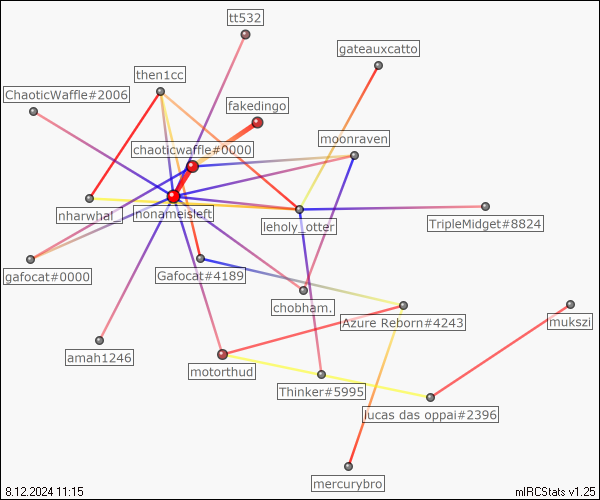 tt532
gateauxcatto
then1cc
ChaoticWaffle#2006
fakedingo
moonraven
chaoticwaffle#0000
nharwhal_
nonameisleft
leholy_otter
TripleMidget#8824
gafocat#0000
Gafocat#4189
chobham.
Azure Reborn#4243
mukszi
amah1246
motorthud
Thinker#5995
lucas das oppai#2396
mercurybro
8.12.2024 11:15
mIRCStats v1.25